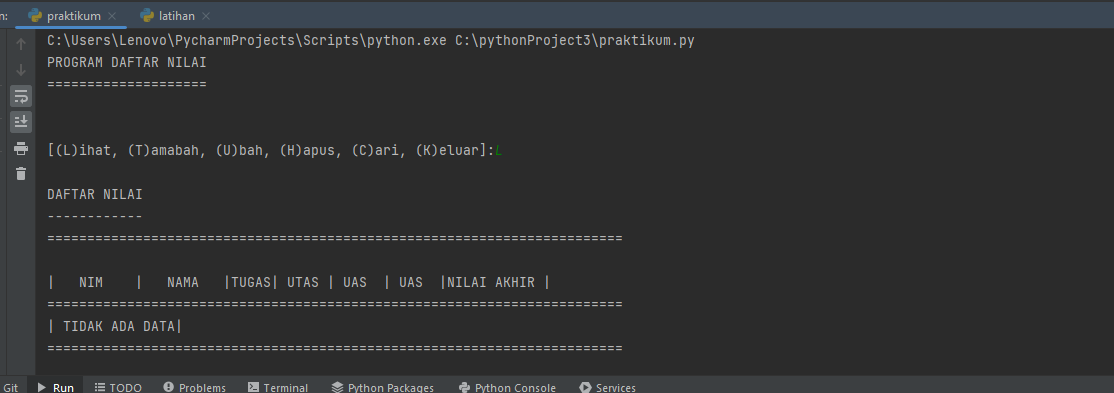 n: praktikum × latihan ×
C:\Users\Lenovo\PycharmProjects\Scripts\python.exe C:\pythonProject3\praktikum.py
PROGRAM DAFTAR NILAI
====================
[(L)ihat, (T)amabah, (U)bah, (H)apus, (C)ari, (K)eluar]:L
DAFTAR NILAI
------------
========================================================================
|   NIM    |   NAMA   |TUGAS| UTAS | UAS  | UAS  |NILAI AKHIR |
========================================================================
| TIDAK ADA DATA|
========================================================================
Git Run TODO Problems Terminal Python Packages Python Console Services